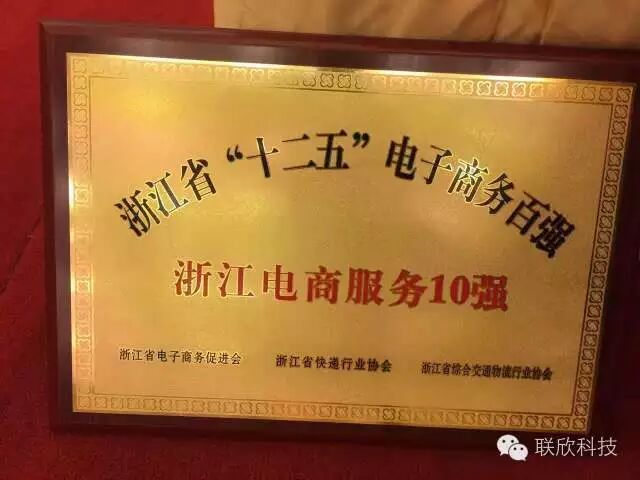 浙江省“十二五”电子商务百强
浙江电商服务10强
浙江省电子商务促进会 浙江省快递行业协会 浙江省综合交通物流行业协会
联欣科技